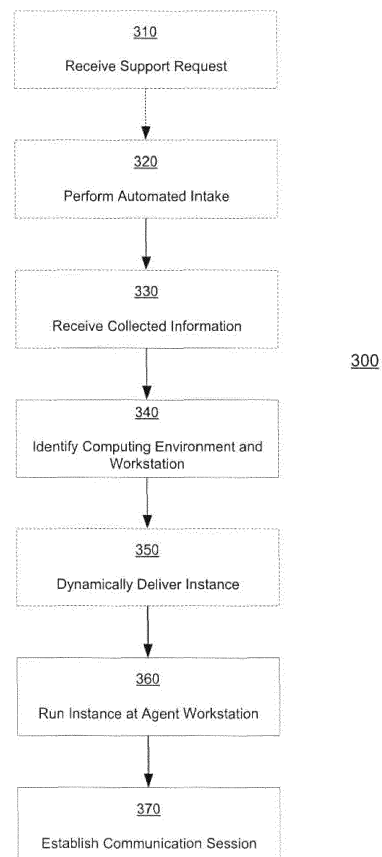 310
Receive Support Request
320
Perform Automated Intake
330
Receive Collected Information
300
340
Identify Computing Environment and
Workstation
350
Dynamically Deliver Instance
360
Run Instance at Agent Workstation
370
Establish Communication Session